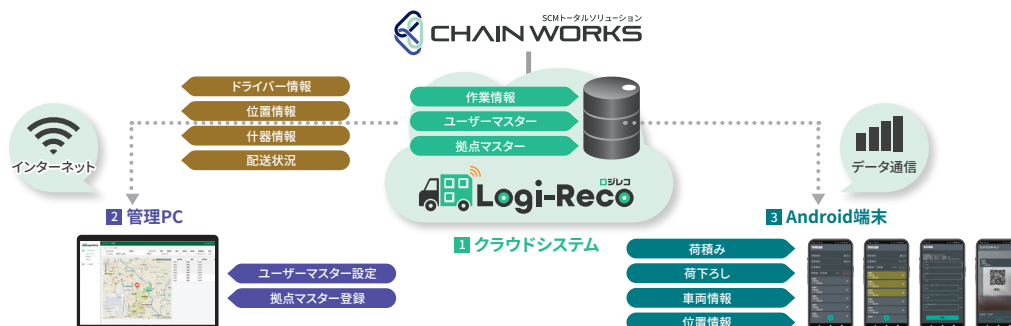 SCMトータルソリューション
CHAIN WORKS
ドライバー情報
位置情報
什器情報
配送状況
作業情報
ユーザーマスター
拠点マスター
インターネット
データ通信
ロジレコ
Logi-Reco
1 クラウドシステム
2 管理PC
ユーザーマスター設定
拠点マスター登録
3 Android端末
荷積み
荷下ろし
車両情報
位置情報